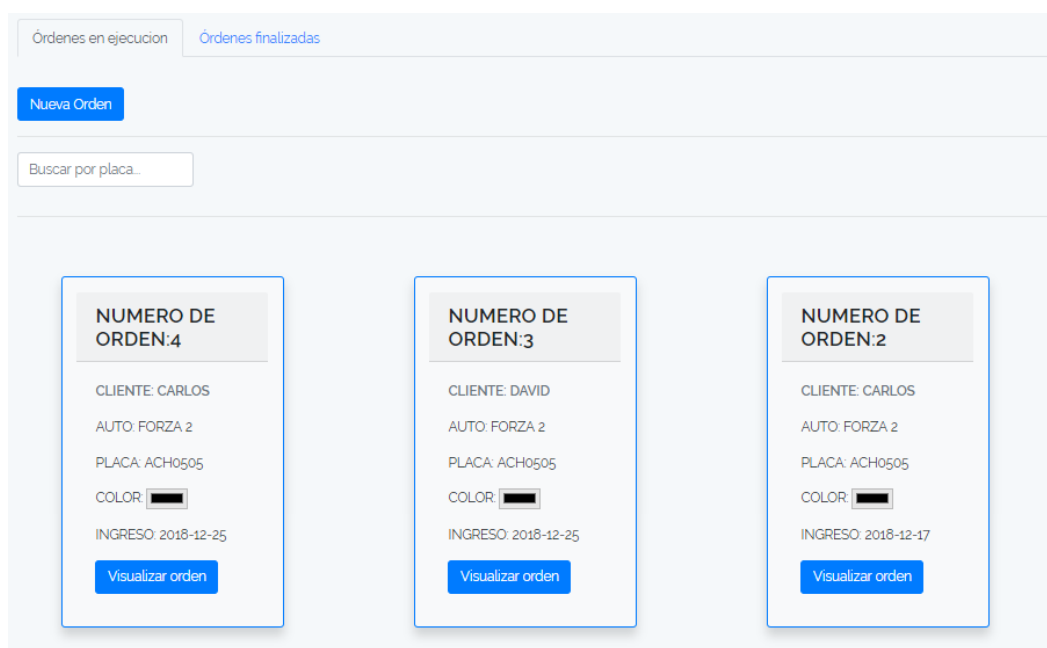 Órdenes en ejecucion
Órdenes finalizadas
Nueva Orden
Buscar por placa...
NUMERO DE
ORDEN:4
CLIENTE: CARLOS
AUTO: FORZA 2
PLACA: ACH0505
COLOR:
INGRESO: 2018-12-25
Visualizar orden
NUMERO DE
ORDEN:3
CLIENTE: DAVID
AUTO: FORZA 2
PLACA: ACH0505
COLOR:
INGRESO: 2018-12-25
Visualizar orden
NUMERO DE
ORDEN:2
CLIENTE: CARLOS
AUTO: FORZA 2
PLACA: ACH0505
COLOR:
INGRESO: 2018-12-17
Visualizar orden